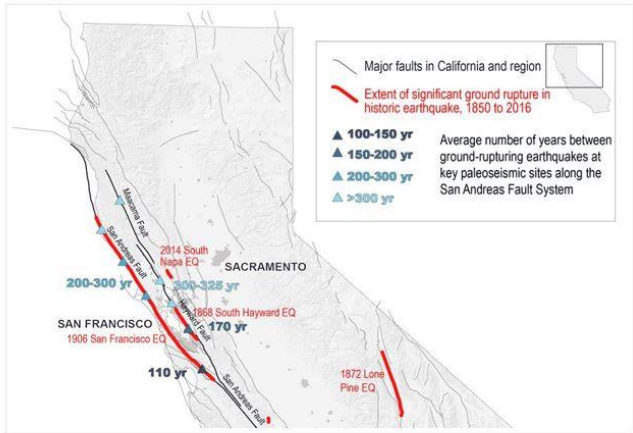 Major faults in California and region
Extent of significant ground rupture in
historic earthquake, 1850 to 2016
100-150 yr
150-200 yr
200-300 yr
>300 yr
Average number of years between
ground-rupturing earthquakes at
key paleoseismic sites along the
San Andreas Fault System
Maacama Fault
San Andreas Fault
2014 South
Napa EQ
SACRAMENTO
200-300 yr
300-325 yr
Hayward Fault
1868 South Hayward EQ
SAN FRANCISCO
170 yr
1906 San Francisco EQ
110 yr
San Andreas Fault
1872 Lone
Pine EQ